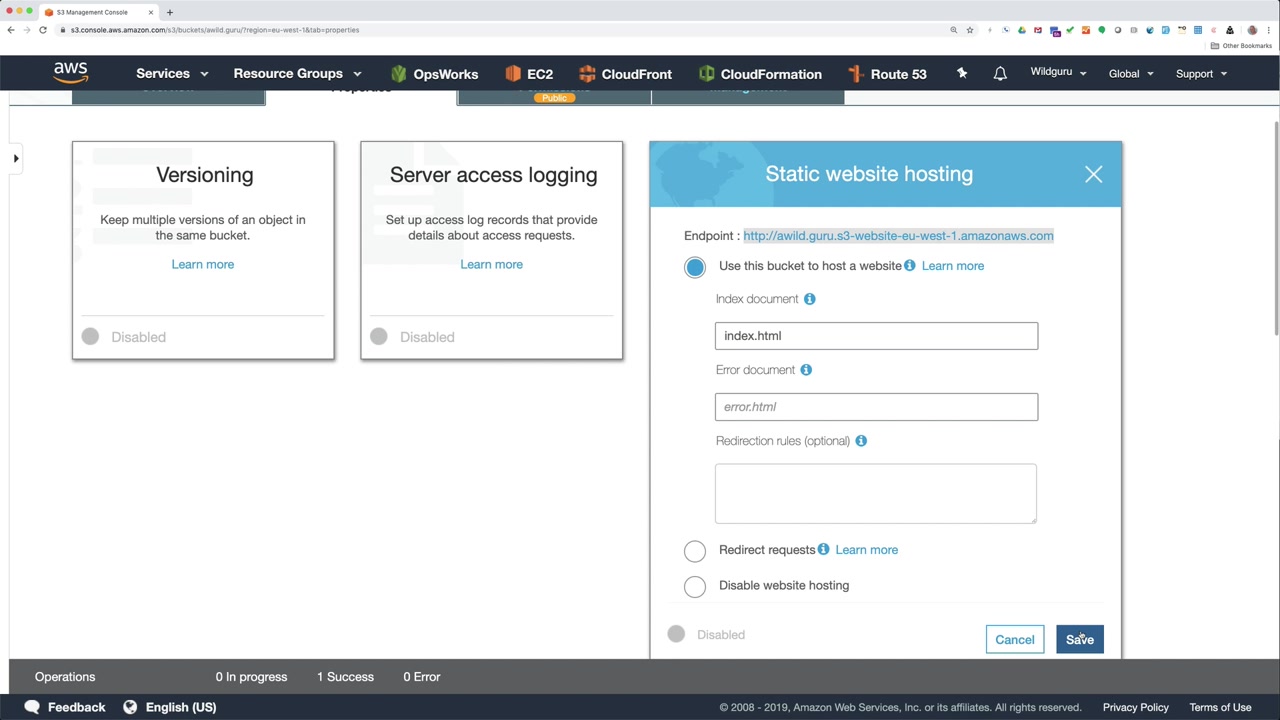 S3 Management Console
s3.console.aws.amazon.com/s3/buckets/awild.guru/?region=eu-west-1&tab=properties
Other Bookmarks
aws
Services
Resource Groups
OpsWorks
EC2
CloudFront
CloudFormation
Route 53
Wildguru
Global
Support
Overview
Properties
Permissions
Public
Management
Versioning
Keep multiple versions of an object in
the same bucket.
Learn more
Disabled
Server access logging
Set up access log records that provide
details about access requests.
Learn more
Disabled
Static website hosting
Endpoint : http://awild.guru.s3-website-eu-west-1.amazonaws.com
Use this bucket to host a website Learn more
Index document
index.html
Error document
error.html
Redirection rules (optional)
Redirect requests Learn more
Disable website hosting
Disabled
Cancel
Save
Operations
0 In progress
1 Success
0 Error
Feedback
English (US)
© 2008 - 2019, Amazon Web Services, Inc. or its affiliates. All rights reserved.
Privacy Policy
Terms of Use